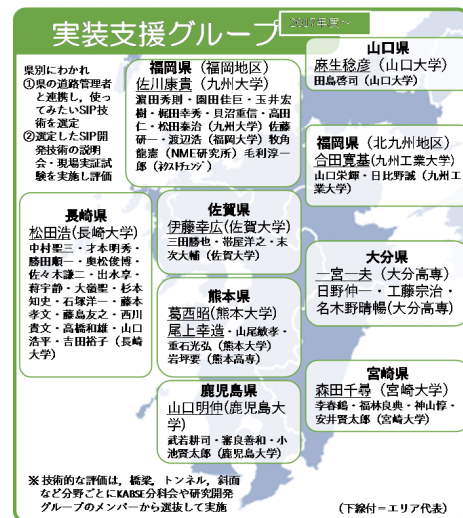 実装支援グループ
2017年度～
県別にわかれ
①県の道路管理者
と連携し、使っ
てみたいSIP技
術を選定
②選定したSIP開
発技術の説明
会・現場実証試
験を実施し評価
福岡県（福岡地区）
佐川康貴（九州大学）
濵田秀則・園田佳巨・玉井宏
樹・梶田幸秀・貝沼重信・高田
仁・松田泰治（九州大学）佐藤
研一・渡辺浩（福岡大学）牧角
龍憲（NME研究所）毛利淳一
郎（ﾈｸｽﾄﾁｪﾝｼﾞ）
山口県
麻生稔彦（山口大学）
田島啓司（山口大学）
福岡県（北九州地区）
合田寛基(九州工業大学)
山口栄輝・日比野誠（九州工
業大学）
長崎県
松田浩(長崎大学)
中村聖三・才本明秀・
勝田順一・奥松俊博・
佐々木謙二・出水享・
蒋宇静・大嶺聖・杉本
知史・石塚洋一・藤本
孝文・藤島友之・西川
貴文・高橋和雄・山口
浩平・吉田裕子（長崎
大学）
佐賀県
伊藤幸広(佐賀大学)
三田勝也・帯屋洋之・末
次大輔（佐賀大学）
熊本県
葛西昭(熊本大学)
尾上幸造・山尾敏孝・
重石光弘（熊本大学）
岩坪要（熊本高専）
大分県
一宮一夫（大分高専）
日野伸一・工藤宗治・
名木野晴暢(大分高専)
鹿児島県
山口明伸(鹿児島大
学)
武若耕司・審良善和・小
池賢太郎（鹿児島大学）
宮崎県
森田千尋（宮崎大学）
李春鶴・福林良典・神山惇・
安井賢太郎（宮崎大学）
※ 技術的な評価は，橋梁，トンネル，斜面
など分野ごとにKABSE分科会や研究開発
グループのメンバーから選抜して実施
（下線付＝エリア代表）